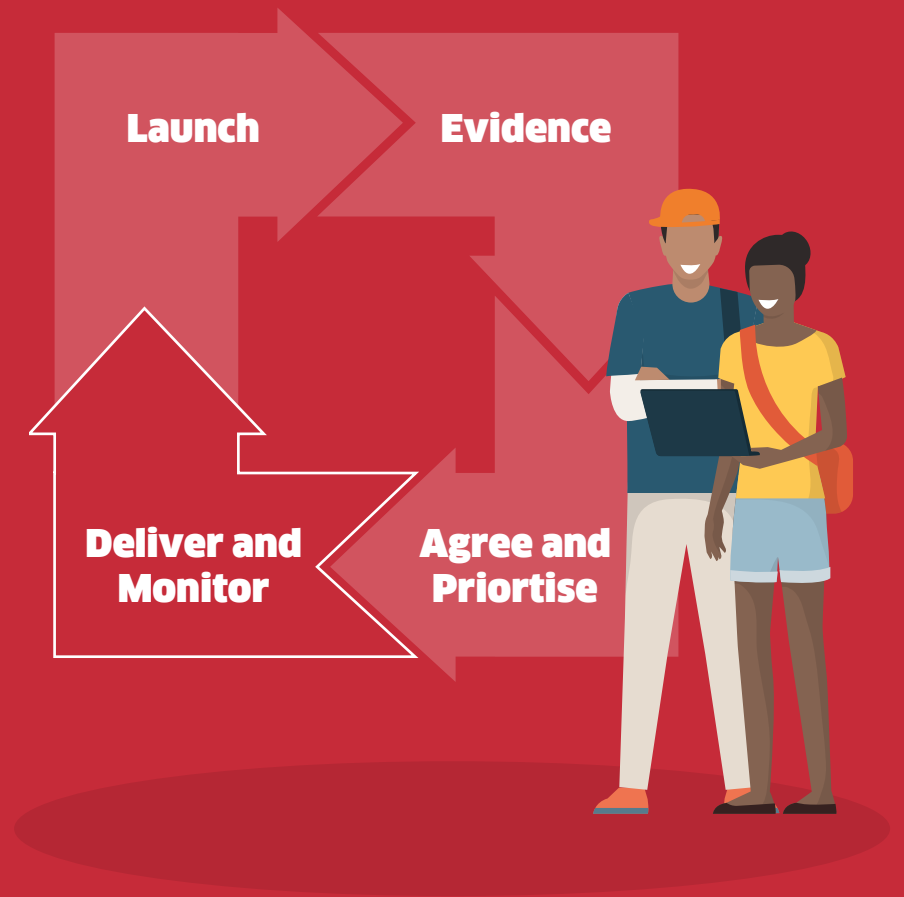 Launch
Evidence
Deliver and
Monitor
Agree and
Priortise